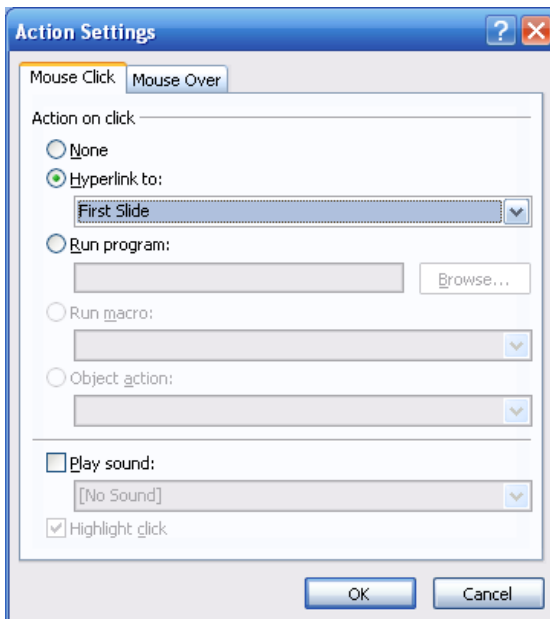 Action Settings
Mouse Click Mouse Over
Action on click
None
Hyperlink to:
First Slide
Run program:
Browse...
Run macro:
Object action:
Play sound:
[No Sound]
Highlight click
OK Cancel